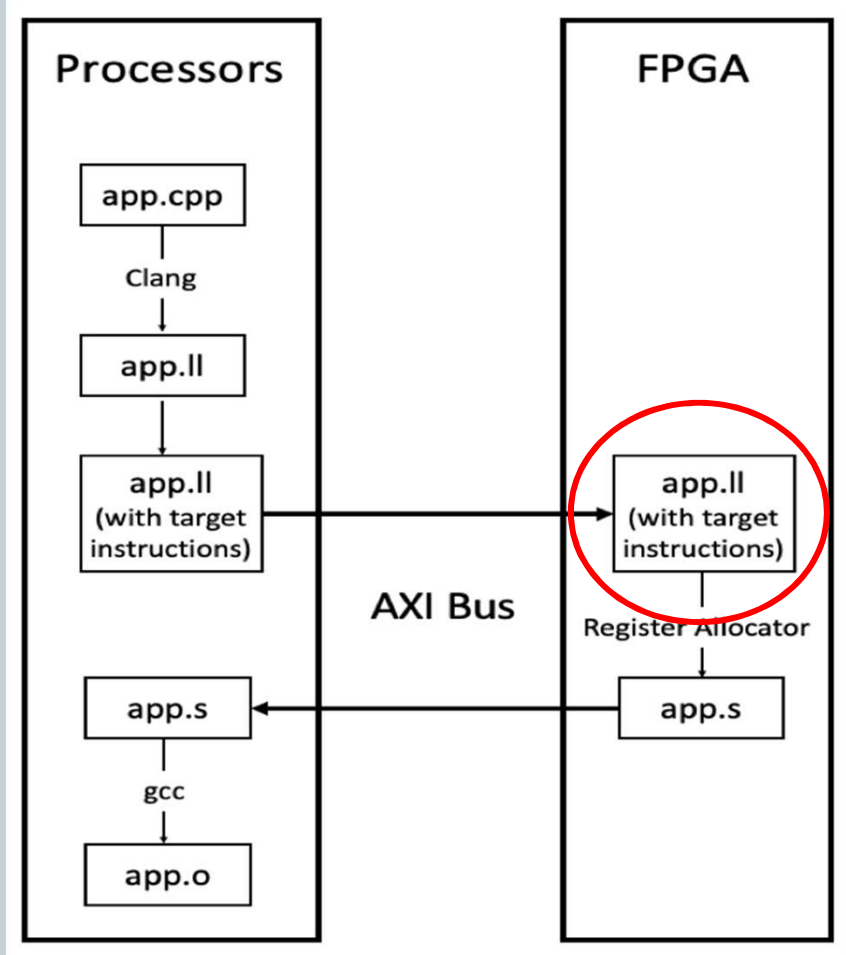 Processors
app.cpp
Clang
app.ll
app.ll
(with target
instructions)
app.s
gcc
app.o
AXI Bus
FPGA
app.ll
(with target
instructions)
Register Allocator
app.s